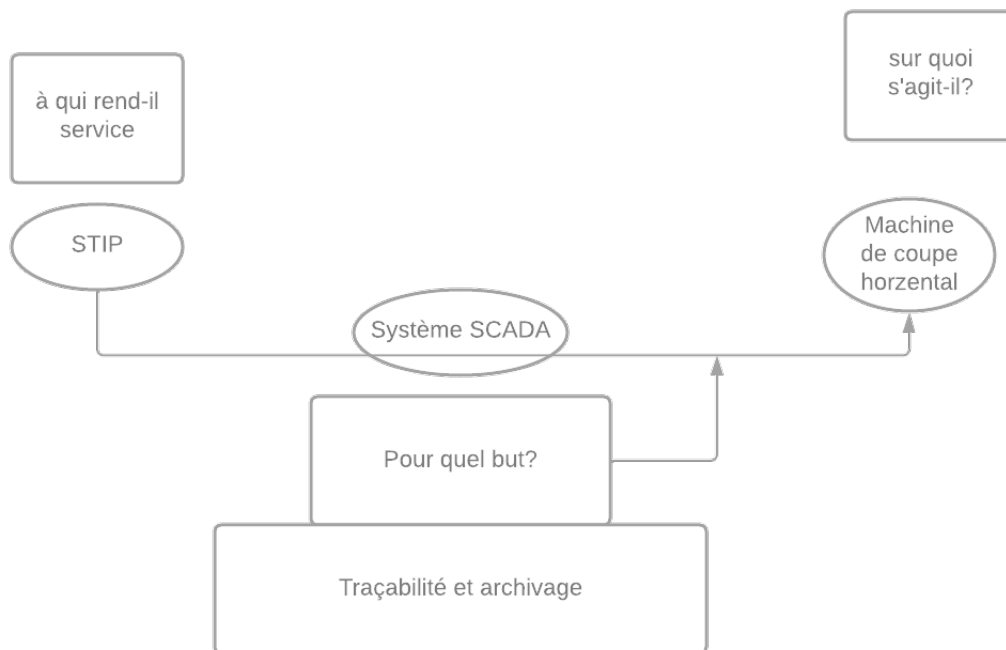 à qui rend-il
service
sur quoi
s'agit-il?
STIP
Machine
de coupe
horzental
Système SCADA
Pour quel but?
Traçabilité et archivage